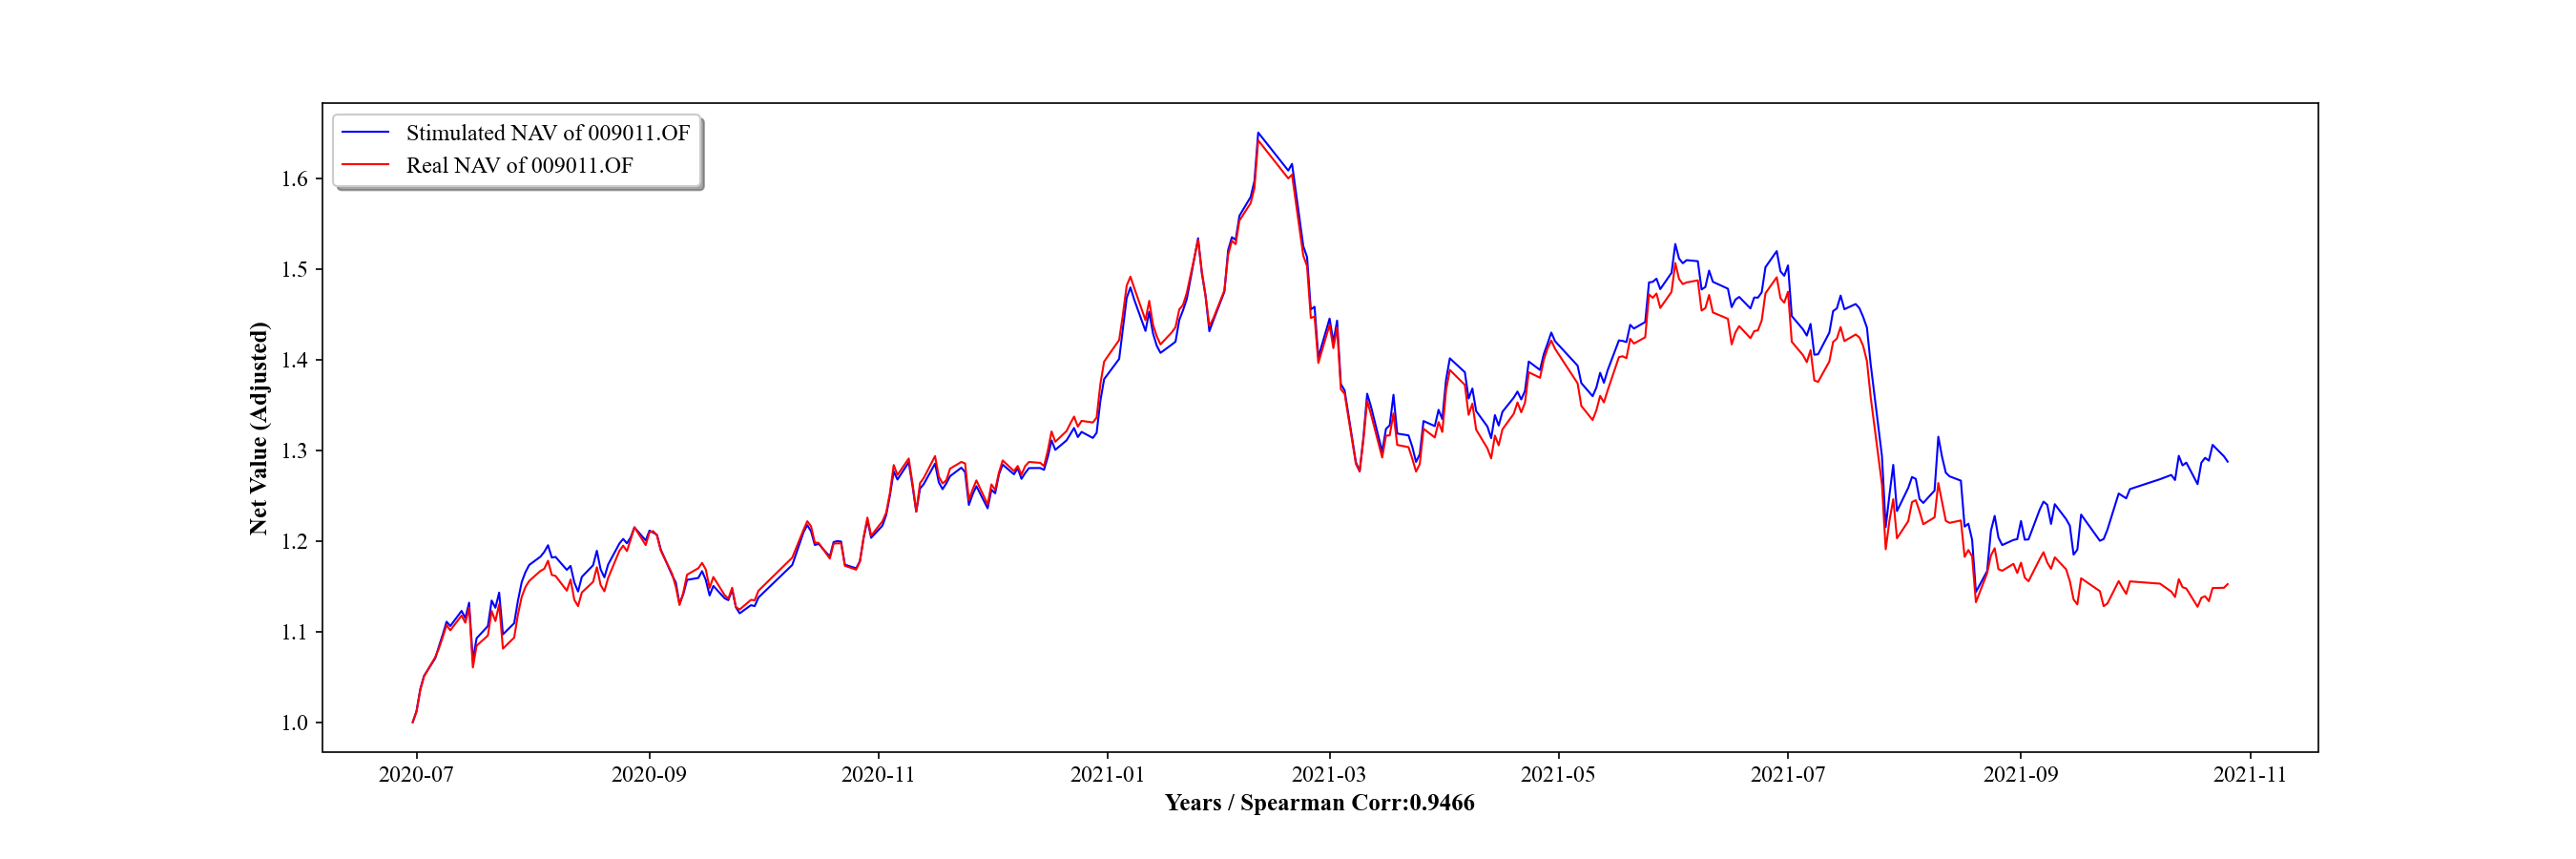 Stimulated NAV of 009011.OF
Real NAV of 009011.OF
Net Value (Adjusted)
1.6
1.5
1.4
1.3
1.2
1.1
1.0
2020-07 2020-09 2020-11 2021-01 2021-03 2021-05 2021-07 2021-09 2021-11
Years / Spearman Corr:0.9466